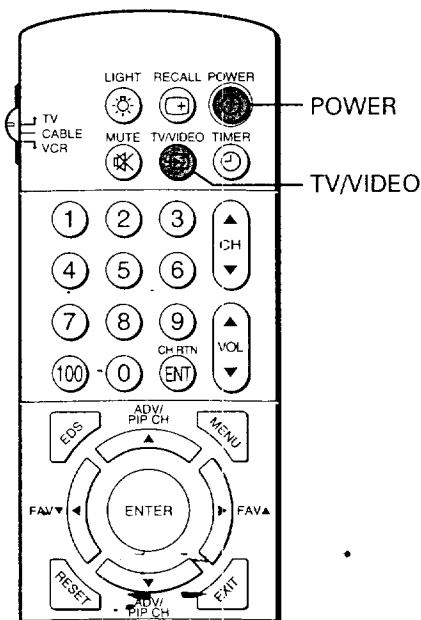 LIGHT RECALL POWER
POWER
TV
CABLE
VCR
MUTE TV/VIDEO TIMER
TV/VIDEO
1 2 3
CH
4 5 6
7 8 9
VOL
CH RTN
100 0 ENT
EDS
ADV/
PIP CH
MENU
FAV▼ ENTER FAV▲
RESET
ADV/
PIP CH
EXIT